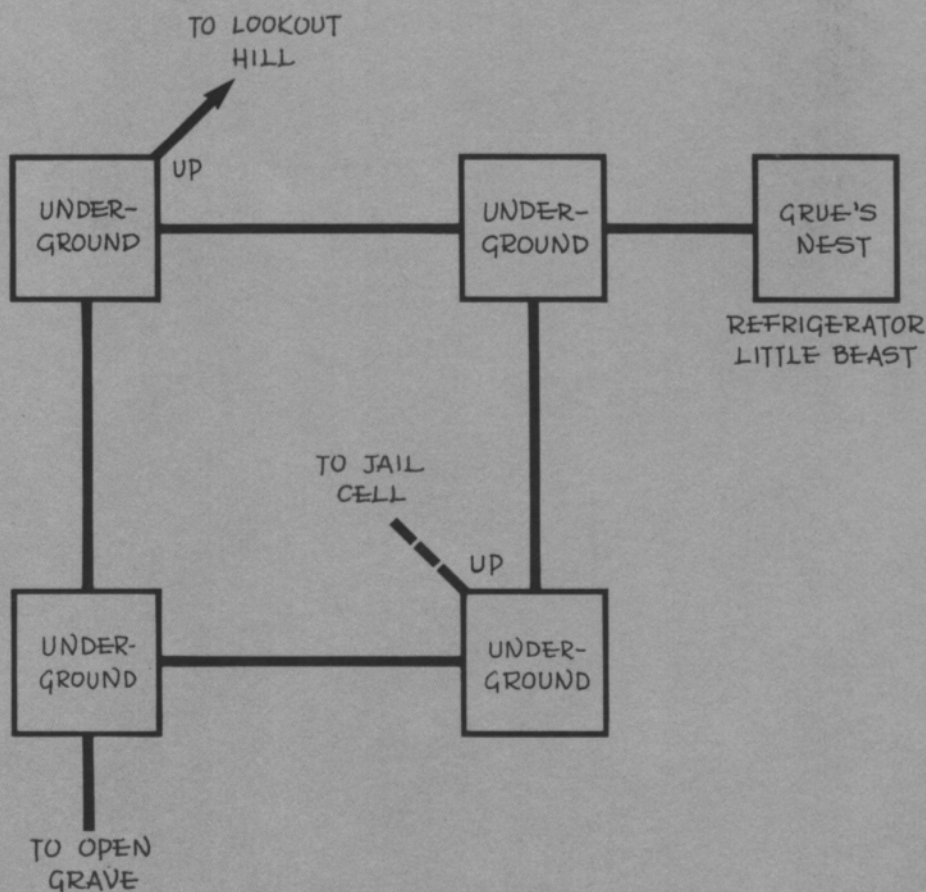 TO LOOKOUT
HILL
UP
UNDER-
GROUND
UNDER-
GROUND
GRUE'S
NEST
REFRIGERATOR
LITTLE BEAST
TO JAIL
CELL
UP
UNDER-
GROUND
UNDER-
GROUND
TO OPEN
GRAVE